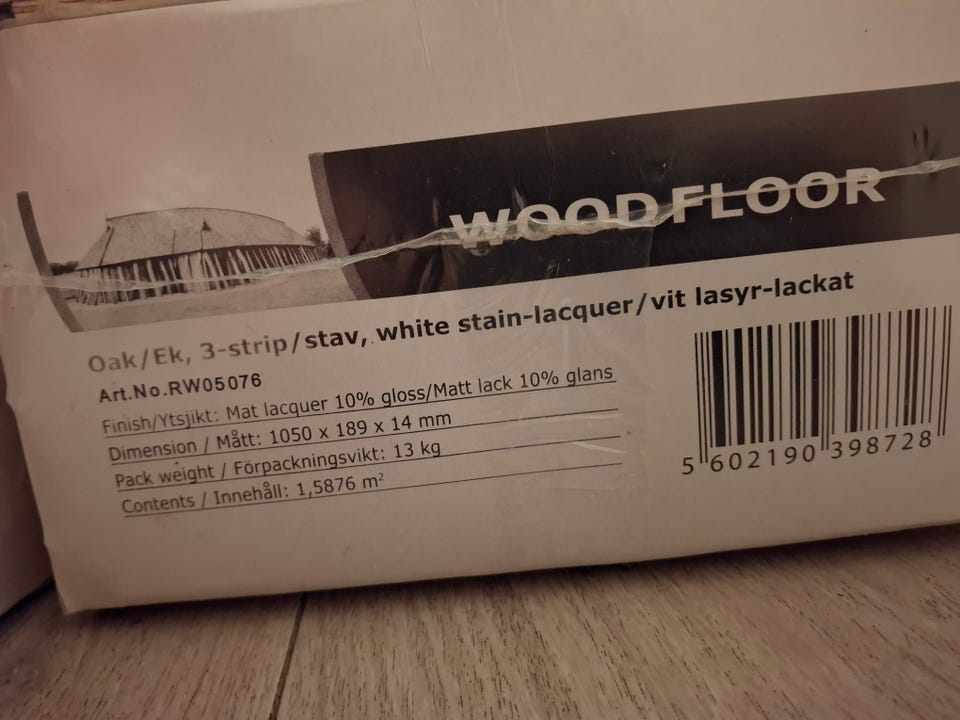 WOOD FLOOR
Oak/Ek, 3-strip/stav, white stain-lacquer/vit lasyr-lackat
Art.No.RW05076
Finish/Ytsjikt: Mat lacquer 10% gloss/Matt lack 10% glans
Dimension / Mått: 1050 x 189 x 14 mm
Pack weight / Förpackningsvikt: 13 kg
Contents / Innehåll: 1,5876 m²
5 602190 398728